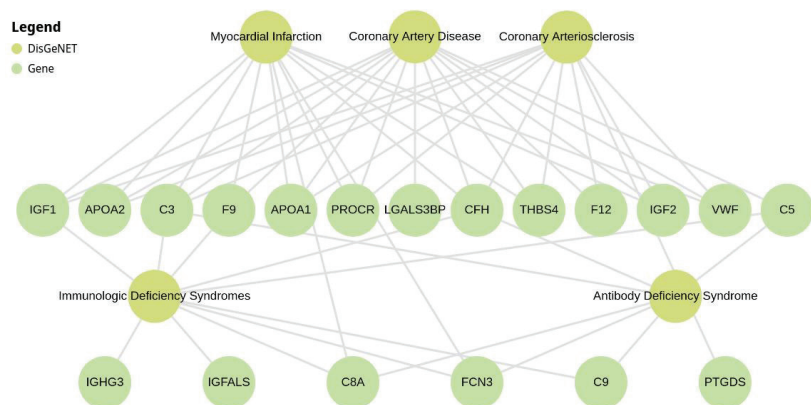 Legend
DisGeNET
Gene
Myocardial Infarction
Coronary Artery Disease
Coronary Arteriosclerosis
IGF1
APOA2
C3
F9
APOA1
PROCR
LGALS3BP
CFH
THBS4
F12
IGF2
VWF
C5
Immunologic Deficiency Syndromes
Antibody Deficiency Syndrome
IGHG3
IGFALS
C8A
FCN3
C9
PTGDS